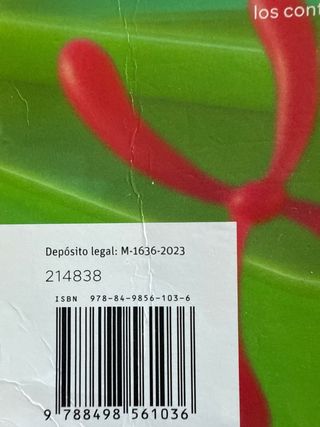 los cont
Depósito legal: M-1636-2023
214838
ISBN 978-84-9856-103-6
9 788498 561036